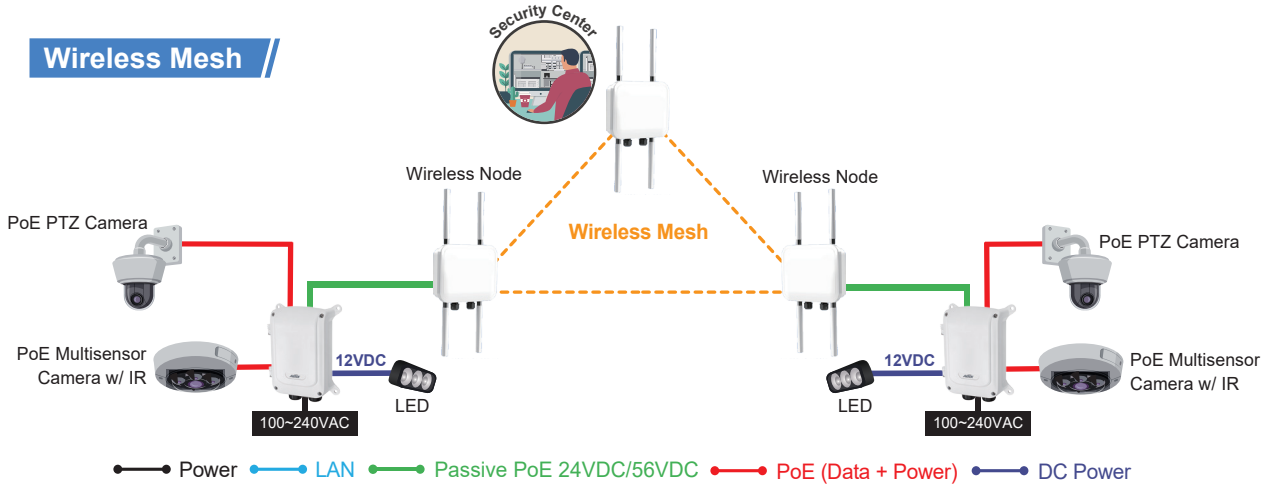 Security Center
Wireless Mesh
Wireless Node
Wireless Node
PoE PTZ Camera
Wireless Mesh
PoE PTZ Camera
PoE Multisensor
Camera w/ IR
12VDC
LED
100~240VAC
12VDC
LED
100~240VAC
PoE Multisensor
Camera w/ IR
Power
LAN
Passive PoE 24VDC/56VDC
PoE (Data + Power)
DC Power